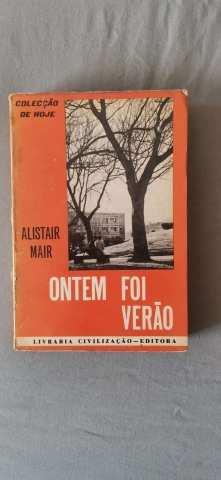 COLECÇÃO
DE HOJE
ALISTAIR
MAIR
ONTEM FOI
VERÃO
LIVRARIA CIVILIZAÇÃO—EDITORA